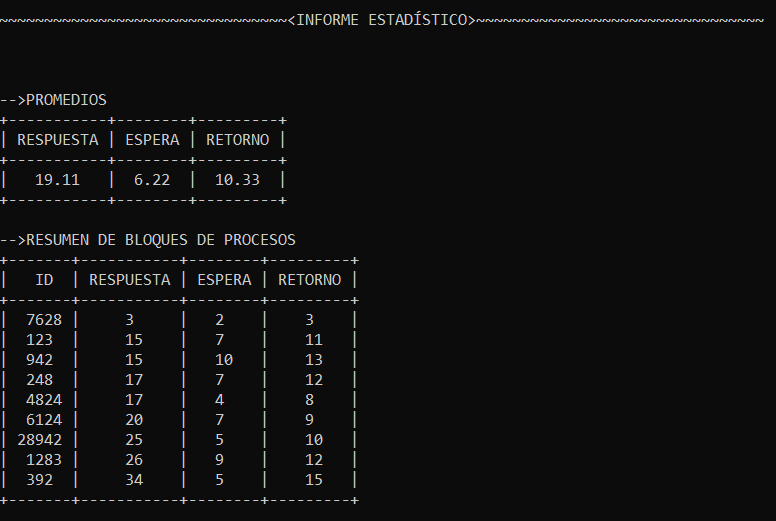 ~~~~~~~~~~~~~~~~~~~~~~~~~~~~~~~~<INFORME ESTADÍSTICO>~~~~~~~~~~~~~~~~~~~~~~~~~~~~~~~~
-->PROMEDIOS
+-----------+--------+---------+
| RESPUESTA | ESPERA | RETORNO |
+-----------+--------+---------+
|   19.11   |  6.22  |  10.33  |
+-----------+--------+---------+
-->RESUMEN DE BLOQUES DE PROCESOS
+-------+-----------+--------+---------+
|   ID  | RESPUESTA | ESPERA | RETORNO |
+-------+-----------+--------+---------+
|  7628 |     3     |   2    |    3    |
|  123  |     15    |   7    |    11   |
|  942  |     15    |   10   |    13   |
|  248  |     17    |   7    |    12   |
|  4824 |     17    |   4    |    8    |
|  6124 |     20    |   7    |    9    |
| 28942 |     25    |   5    |    10   |
|  1283 |     26    |   9    |    12   |
|  392  |     34    |   5    |    15   |
+-------+-----------+--------+---------+